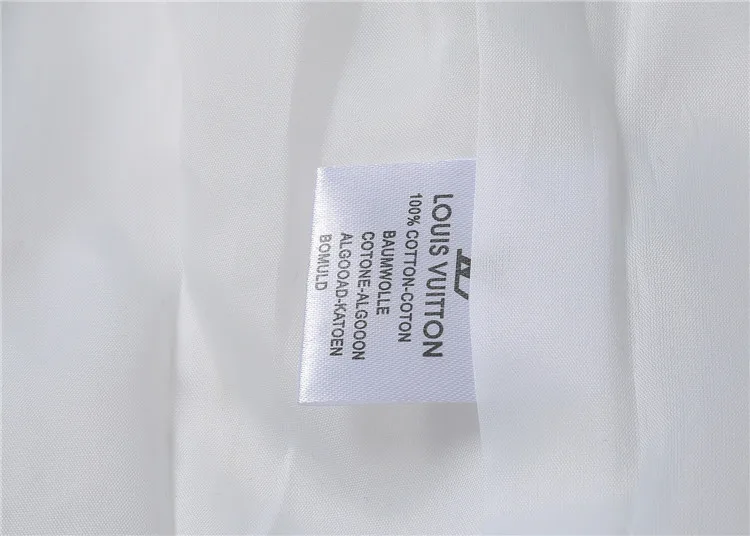 LOUIS VUITTON
100% COTTON-COTON
BAUMWOLLE
COTONE-ALGOOON
ALGOOAD-KATOEN
BOMULD